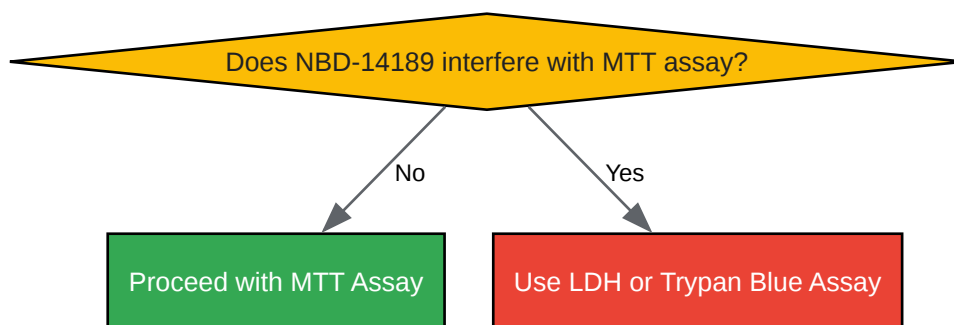 Does NBD-14189 interfere with MTT assay?
No
Yes
Proceed with MTT Assay
Use LDH or Trypan Blue Assay